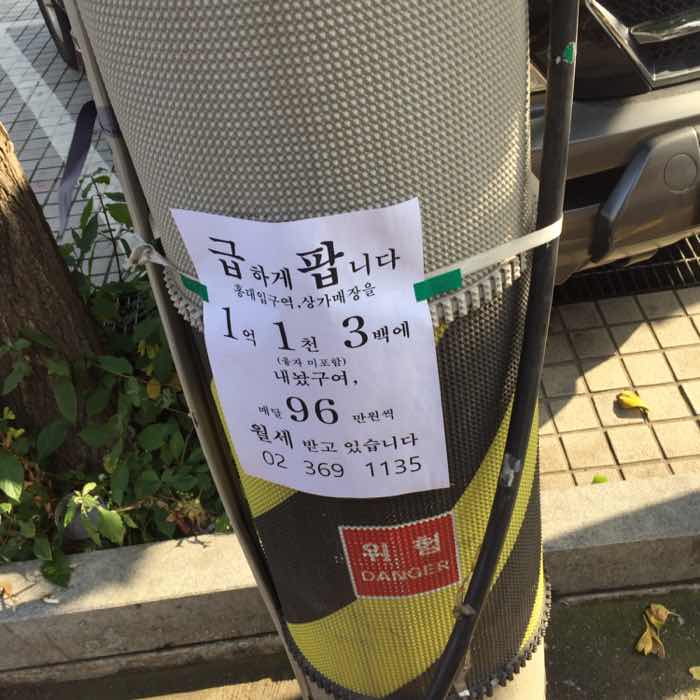 급하게 팝니다
홍대입구역, 상가매장을
1억 1천 3백에
(융자 미포함)
내놨구여,
매달 96 만원씩
월세 받고 있습니다
02 369 1135
위험
DANGER